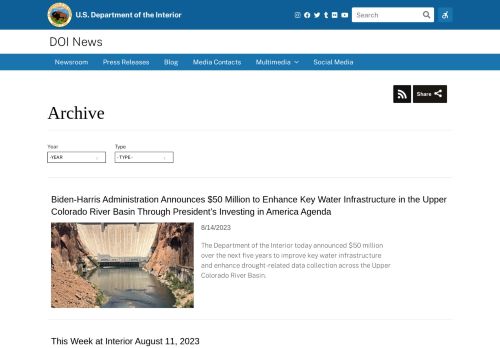 U.S. Department of the Interior
Search
DOI News
Newsroom Press Releases Blog Media Contacts Multimedia Social Media
Share
Archive
Year Type
-YEAR - TYPE -
Biden-Harris Administration Announces $50 Million to Enhance Key Water Infrastructure in the Upper
Colorado River Basin Through President's Investing in America Agenda
8/14/2023
The Department of the Interior today announced $50 million
over the next five years to improve key water infrastructure
and enhance drought-related data collection across the Upper
Colorado River Basin.
This Week at Interior August 11, 2023